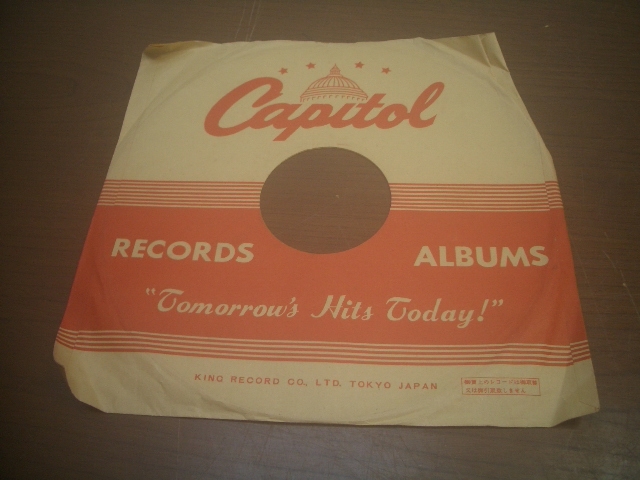 Capitol
RECORDS ALBUMS
"Tomorrow's Hits Today!"
KING RECORD CO., LTD. TOKYO JAPAN